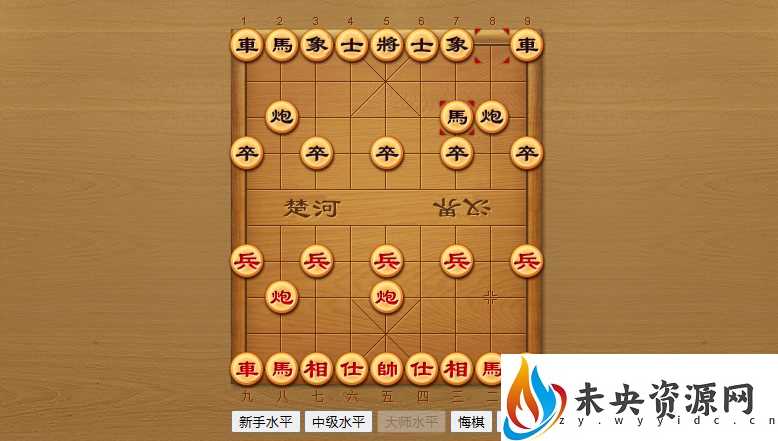 1 2 3 4 5 6 7 8 9
車 馬 象 士 將 士 象 車
炮 馬 炮
卒 卒 卒 卒 卒
楚河 漢界
兵 兵 兵 兵 兵
炮 炮
車 馬 相 仕 帥 仕 相 馬
九 八 七 六 五 四 三 二
新手水平 中级水平 大师水平 悔棋
未央资源网
zy.wyyidc.cn